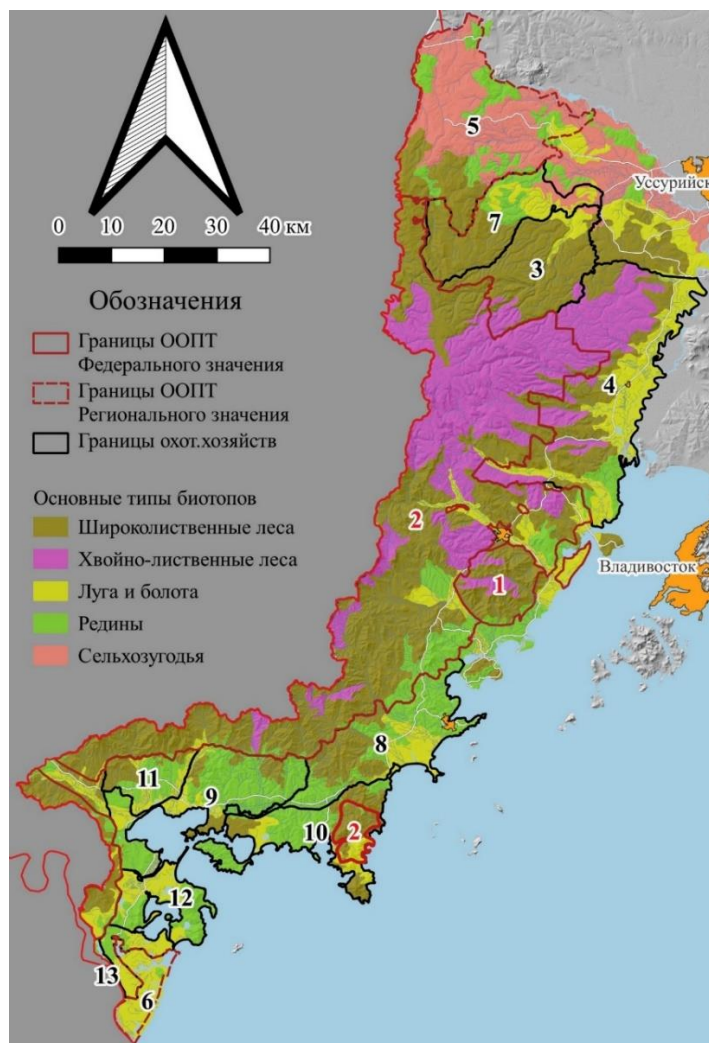 0 10 20 30 40 км
Обозначения
Границы ООПТ
Федерального значения
Границы ООПТ
Регионального значения
Границы охот.хозяйств
Основные типы биотопов
Широколиственные леса
Хвойно-лиственные леса
Луга и болота
Редины
Сельхозугодья
5
Уссурийск
7
3
4
2
Владивосток
1
8
11
9
10
2
12
13
6